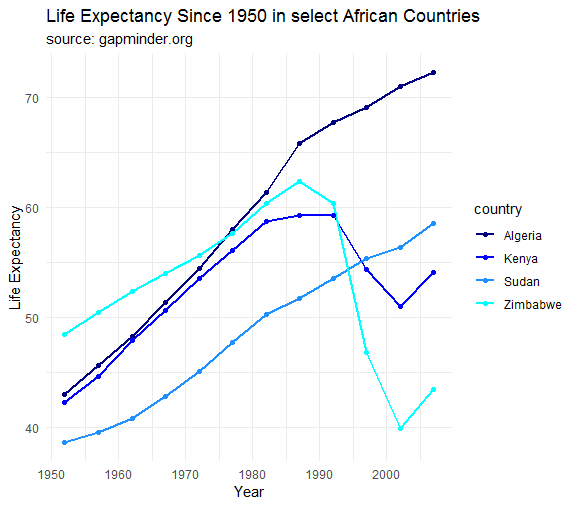 Life Expectancy Since 1950 in select African Countries
source: gapminder.org
Life Expectancy
70
60
50
40
1950
1960
1970
1980
1990
2000
Year
country
Algeria
Kenya
Sudan
Zimbabwe